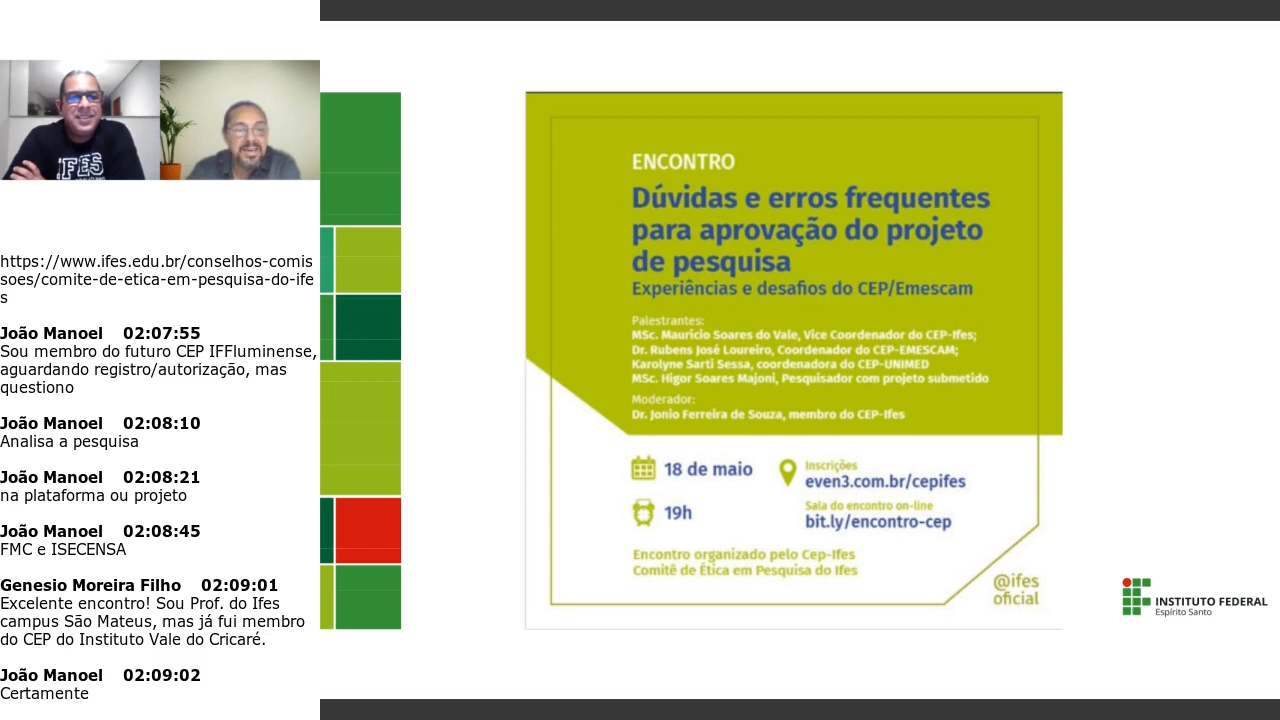 IFES
https://www.ifes.edu.br/conselhos-comis
soes/comite-de-etica-em-pesquisa-do-ife
s
João Manoel 02:07:55
Sou membro do futuro CEP IFFluminense,
aguardando registro/autorização, mas
questiono
João Manoel 02:08:10
Analisa a pesquisa
João Manoel 02:08:21
na plataforma ou projeto
João Manoel 02:08:45
FMC e ISECENSA
Genesio Moreira Filho 02:09:01
Excelente encontro! Sou Prof. do Ifes
campus São Mateus, mas já fui membro
do CEP do Instituto Vale do Cricaré.
João Manoel 02:09:02
Certamente
ENCONTRO
Dúvidas e erros frequentes
para aprovação do projeto
de pesquisa
Experiências e desafios do CEP/Emescam
Palestrantes:
MSc. Mauricio Soares do Vale, Vice Coordenador do CEP-Ifes;
Dr. Rubens José Loureiro, Coordenador do CEP-EMESCAM;
Karolyne Sarti Sessa, coordenadora do CEP-UNIMED
MSc. Higor Soares Majoni, Pesquisador com projeto submetido
Moderador:
Dr. Jonio Ferreira de Souza, membro do CEP-Ifes
18 de maio
Inscrições
even3.com.br/cepifes
19h
Sala do encontro on-line
bit.ly/encontro-cep
Encontro organizado pelo Cep-Ifes
Comitê de Ética em Pesquisa do Ifes
@ifes
oficial
INSTITUTO FEDERAL
Espírito Santo